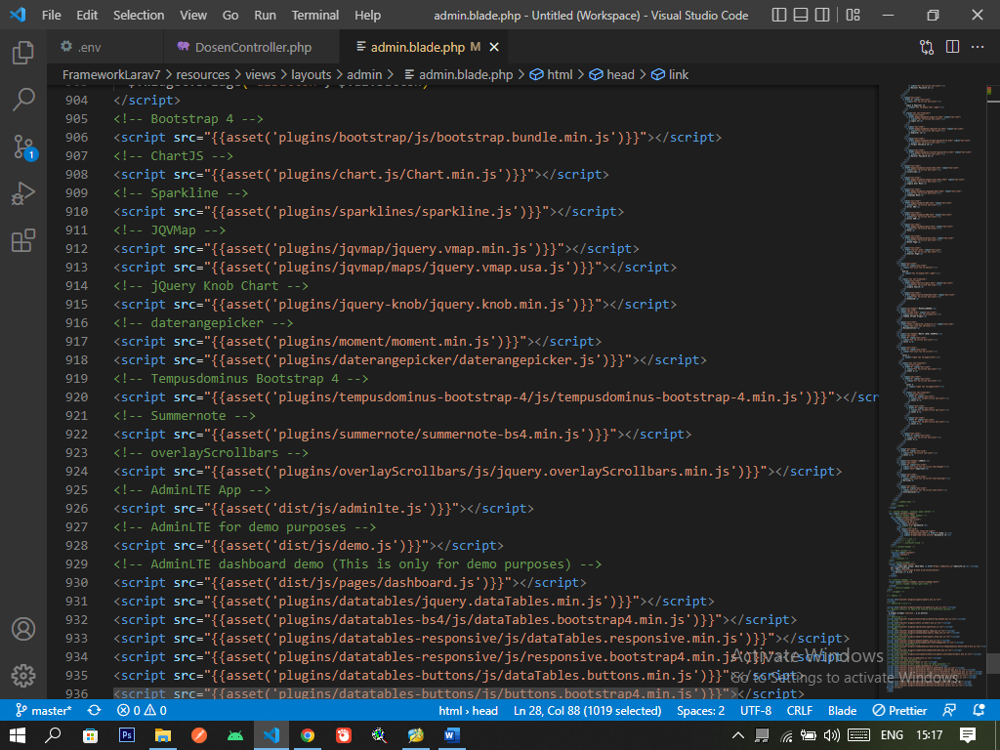 File Edit Selection View Go Run Terminal Help admin.blade.php - Untitled (Workspace) - Visual Studio Code
.env DosenController.php admin.blade.php M
FrameworkLarav7 > resources > views > layouts > admin > admin.blade.php > html > head > link
904 </script>
905 <!-- Bootstrap 4 -->
906 <script src="{{asset('plugins/bootstrap/js/bootstrap.bundle.min.js')}}"></script>
907 <!-- ChartJS -->
908 <script src="{{asset('plugins/chart.js/Chart.min.js')}}"></script>
909 <!-- Sparkline -->
910 <script src="{{asset('plugins/sparklines/sparkline.js')}}"></script>
911 <!-- JQVMap -->
912 <script src="{{asset('plugins/jqvmap/jquery.vmap.min.js')}}"></script>
913 <script src="{{asset('plugins/jqvmap/maps/jquery.vmap.usa.js')}}"></script>
914 <!-- jQuery Knob Chart -->
915 <script src="{{asset('plugins/jquery-knob/jquery.knob.min.js')}}"></script>
916 <!-- daterangepicker -->
917 <script src="{{asset('plugins/moment/moment.min.js')}}"></script>
918 <script src="{{asset('plugins/daterangepicker/daterangepicker.js')}}"></script>
919 <!-- Tempusdominus Bootstrap 4 -->
920 <script src="{{asset('plugins/tempusdominus-bootstrap-4/js/tempusdominus-bootstrap-4.min.js')}}"></scr
921 <!-- Summernote -->
922 <script src="{{asset('plugins/summernote/summernote-bs4.min.js')}}"></script>
923 <!-- overlayScrollbars -->
924 <script src="{{asset('plugins/overlayScrollbars/js/jquery.overlayScrollbars.min.js')}}"></script>
925 <!-- AdminLTE App -->
926 <script src="{{asset('dist/js/adminlte.js')}}"></script>
927 <!-- AdminLTE for demo purposes -->
928 <script src="{{asset('dist/js/demo.js')}}"></script>
929 <!-- AdminLTE dashboard demo (This is only for demo purposes) -->
930 <script src="{{asset('dist/js/pages/dashboard.js')}}"></script>
931 <script src="{{asset('plugins/datatables/jquery.dataTables.min.js')}}"></script>
932 <script src="{{asset('plugins/datatables-bs4/js/dataTables.bootstrap4.min.js')}}"></script>
933 <script src="{{asset('plugins/datatables-responsive/js/dataTables.responsive.min.js')}}"></script>
934 <script src="{{asset('plugins/datatables-responsive/js/responsive.bootstrap4.min.js')}}"></script>
935 <script src="{{asset('plugins/datatables-buttons/js/dataTables.buttons.min.js')}}"></script>
936 <script src="{{asset('plugins/datatables-buttons/js/buttons.bootstrap4.min.js')}}"></script>
Activate Windows
Go to Settings to activate Windows.
1
master* 0 0 html > head Ln 28, Col 88 (1019 selected) Spaces: 2 UTF-8 CRLF Blade Prettier
Ps W ENG 15:17